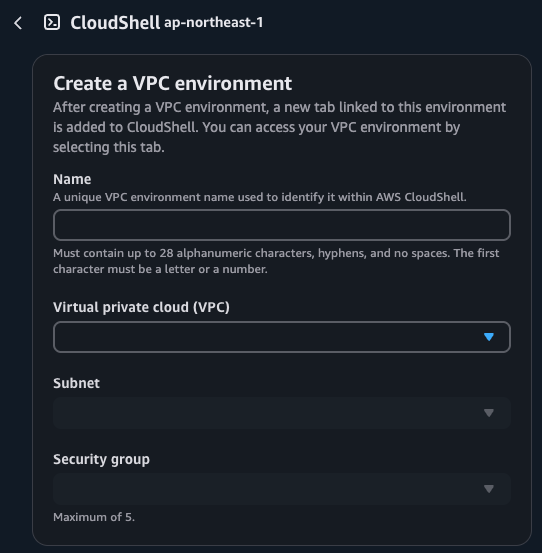 CloudShell ap-northeast-1
Create a VPC environment
After creating a VPC environment, a new tab linked to this environment
is added to CloudShell. You can access your VPC environment by
selecting this tab.
Name
A unique VPC environment name used to identify it within AWS CloudShell.
Must contain up to 28 alphanumeric characters, hyphens, and no spaces. The first
character must be a letter or a number.
Virtual private cloud (VPC)
Subnet
Security group
Maximum of 5.